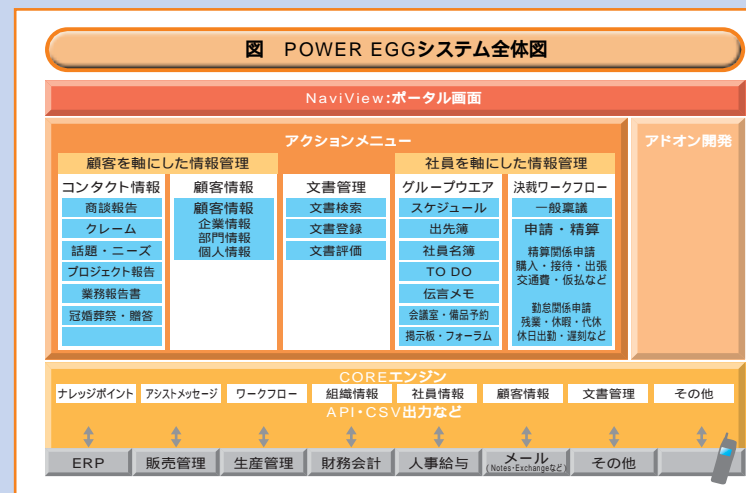 図 POWER EGGシステム全体図
NaviView:ポータル画面
アクションメニュー
アドオン開発
顧客を軸にした情報管理
社員を軸にした情報管理
コンタクト情報
商談報告
クレーム
話題・ニーズ
プロジェクト報告
業務報告書
冠婚葬祭・贈答
顧客情報
顧客情報
企業情報
部門情報
個人情報
文書管理
文書検索
文書登録
文書評価
グループウエア
スケジュール
出先簿
社員名簿
TO DO
伝言メモ
会議室・備品予約
掲示板・フォーラム
決裁ワークフロー
一般稟議
申請・精算
精算関係申請
購入・接待・出張
交通費・仮払など
勤怠関係申請
残業・休暇・代休
休日出勤・遅刻など
COREエンジン
ナレッジポイント アシストメッセージ ワークフロー 組織情報 社員情報 顧客情報 文書管理 その他
API・CSV出力など
ERP 販売管理 生産管理 財務会計 人事給与 メール その他
(Notes・Exchangeなど)